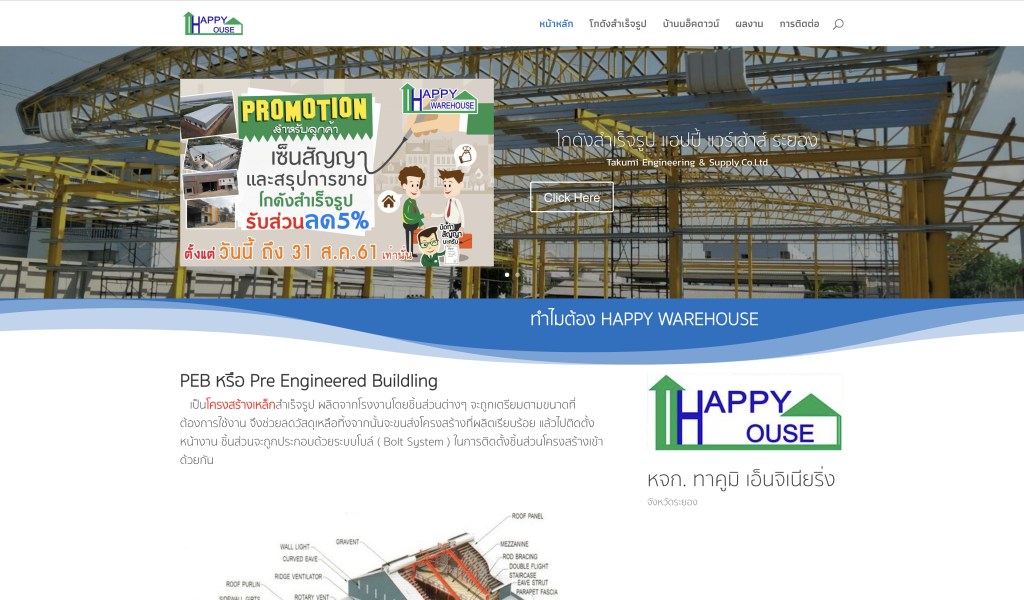 HAPPY
OUSE
หน้าหลัก
โกดังสำเร็จรูป
บ้านนอ็คดาวน์
ผลงาน
การติดต่อ
PROMOTION
สำหรับลูกค้า
เซ็นสัญญา
และสรุปการขาย
โกดังสำเร็จรูป
รับส่วนลด5%
ตั้งแต่ วันนี้ ถึง 31 ส.ค.61 เท่านั้น
HAPPY
WAREHOUSE
นัดทำ
สัญญา
นะครับ
โกดังสำเร็จรูป แฮปปี้ แวร์เฮ้าส์ ระยอง
Takumi Engineering & Supply Co.Ltd
Click Here
ทำไมต้อง HAPPY WAREHOUSE
PEB หรือ Pre Engineered Buildling
เป็นโครงสร้างเหล็กสำเร็จรูป ผลิตจากโรงงานโดยชิ้นส่วนต่างๆ จะถูกเตรียมตามขนาดที่
ต้องการใช้งาน จึงช่วยลดวัสดุเหลือทิ้งจากนั้นจะขนส่งโครงสร้างที่ผลิตเรียบร้อย แล้วไปติดตั้ง
หน้างาน ชิ้นส่วนจะถูกประกอบด้วยระบบโบล์ ( Bolt System ) ในการติดตั้งชิ้นส่วนโครงสร้างเข้า
ด้วยกัน
HAPPY
OUSE
หจก. ทาคูมิ เอ็นจิเนียริ่ง
จังหวัดระยอง
ROOF PANEL
GRAVENT
WALL LIGHT
MEZZANINE
CURVED EAVE
ROD BRACING
DOUBLE FLIGHT
STAIRCASE
RIDGE VENTILATOR
EAVE STRUT
ROOF PURLIN
PARAPET FASCIA
SIDEWALL GIRTS
ROTARY VENT